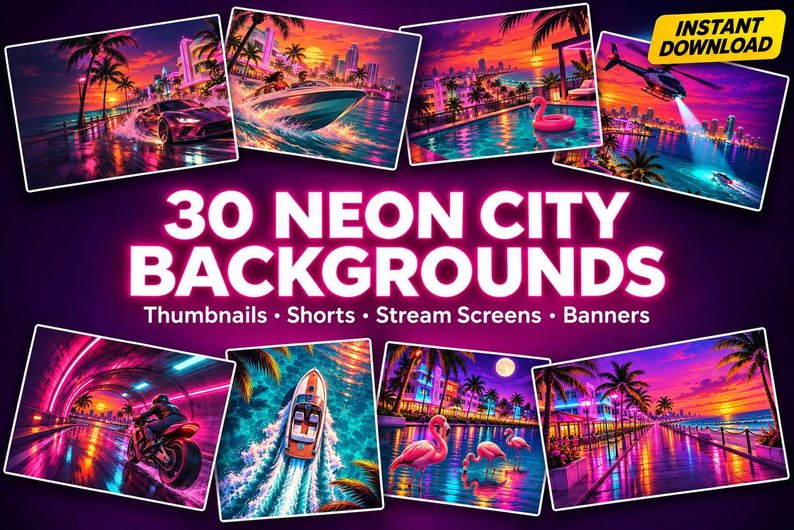 INSTANT
DOWNLOAD
30 NEON CITY
BACKGROUNDS
Thumbnails • Shorts • Stream Screens • Banners